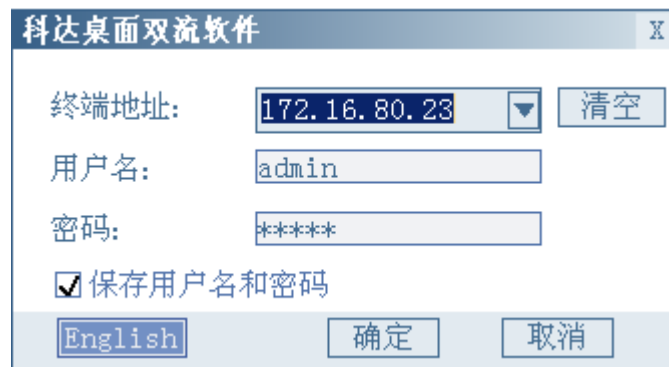 科达桌面双流软件 X
终端地址: 172.16.80.23 清空
用户名: admin
密码: *****
保存用户名和密码
English 确定 取消